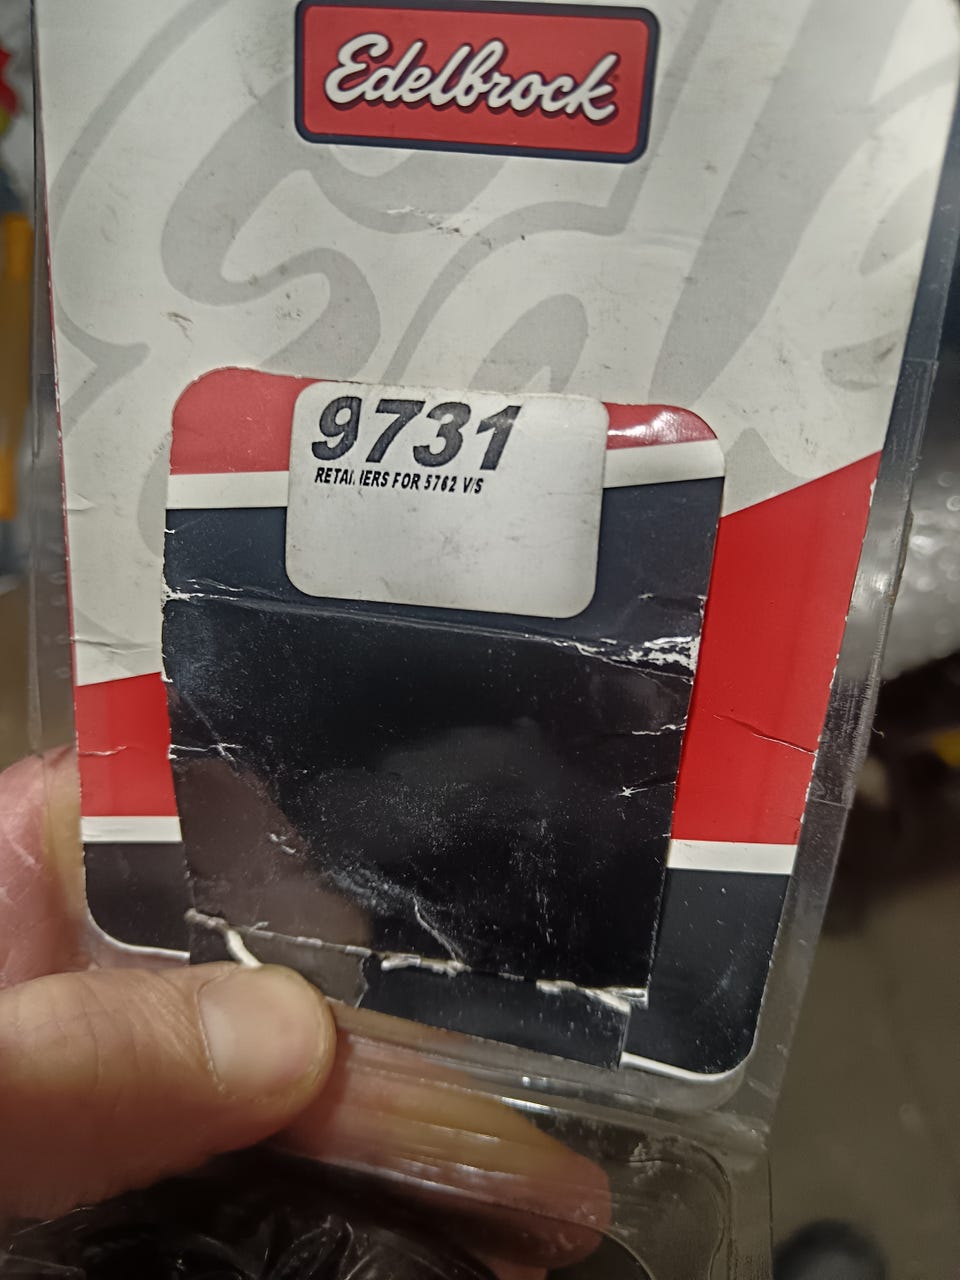 Edelbrock
9731
RETAINERS FOR 5762 V/S